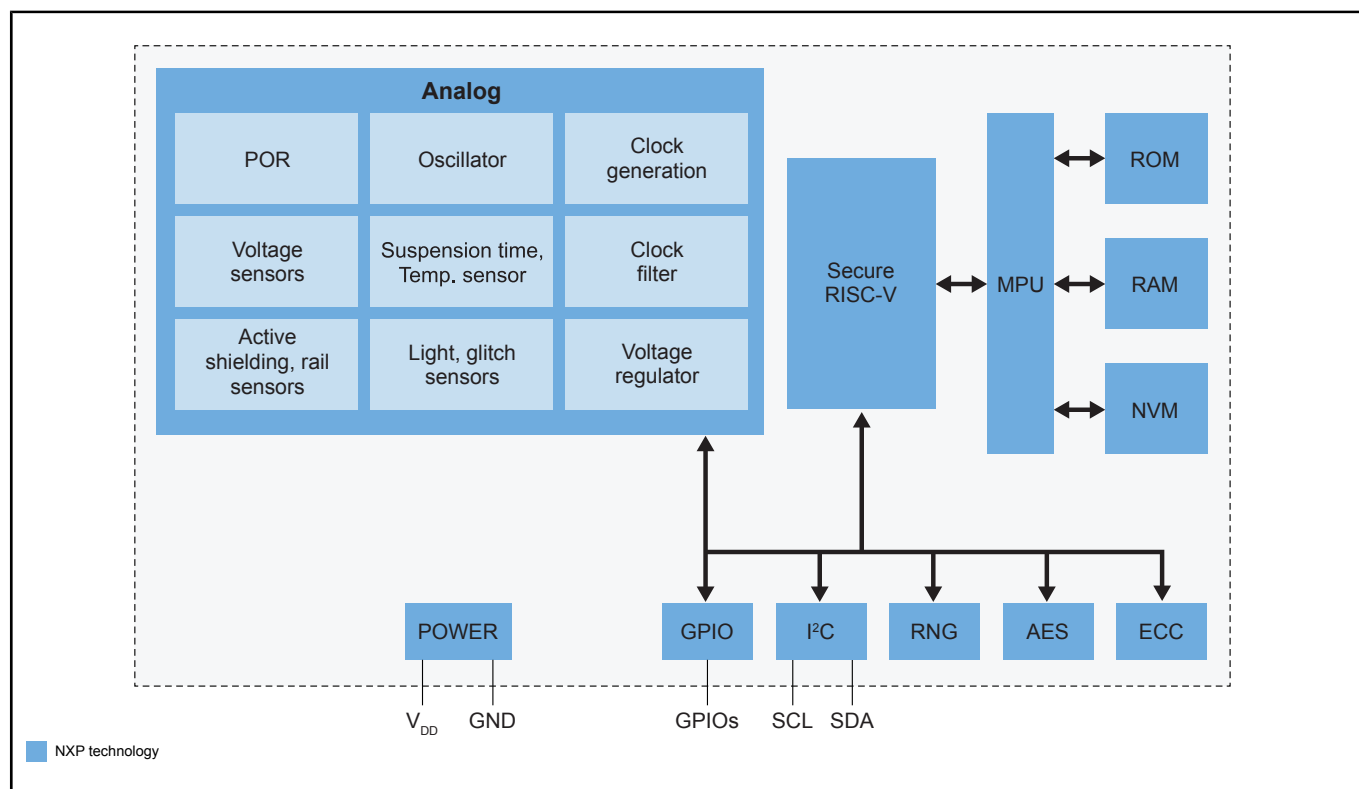 Analog
POR
Oscillator
Clock
generation
Voltage
sensors
Suspension time,
Temp. sensor
Clock
filter
Active
shielding, rail
sensors
Light, glitch
sensors
Voltage
regulator
Secure
RISC-V
MPU
ROM
RAM
NVM
POWER
GPIO
I²C
RNG
AES
ECC
VDD
GND
GPIOs
SCL
SDA
NXP technology